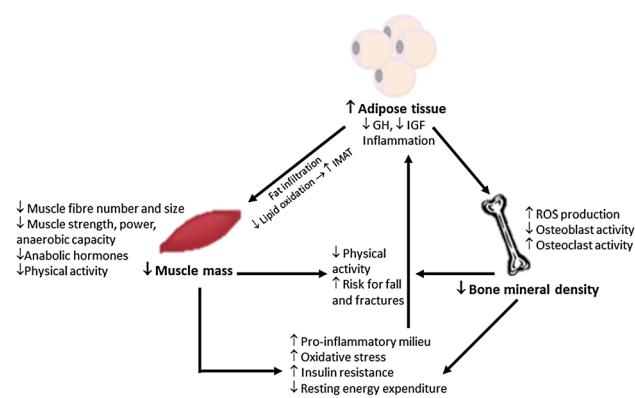 ↑ Adipose tissue
↓ GH, ↓ IGF
Inflammation
Fat infiltration
↓ Lipid oxidation → ↑ IMAT
↓ Muscle fibre number and size
↓ Muscle strength, power,
anaerobic capacity
↓Anabolic hormones
↓Physical activity
↓ Muscle mass
↓ Physical
activity
↑ Risk for fall
and fractures
↑ ROS production
↓ Osteoblast activity
↑ Osteoclast activity
↓ Bone mineral density
↑ Pro-inflammatory milieu
↑ Oxidative stress
↑ Insulin resistance
↓ Resting energy expenditure